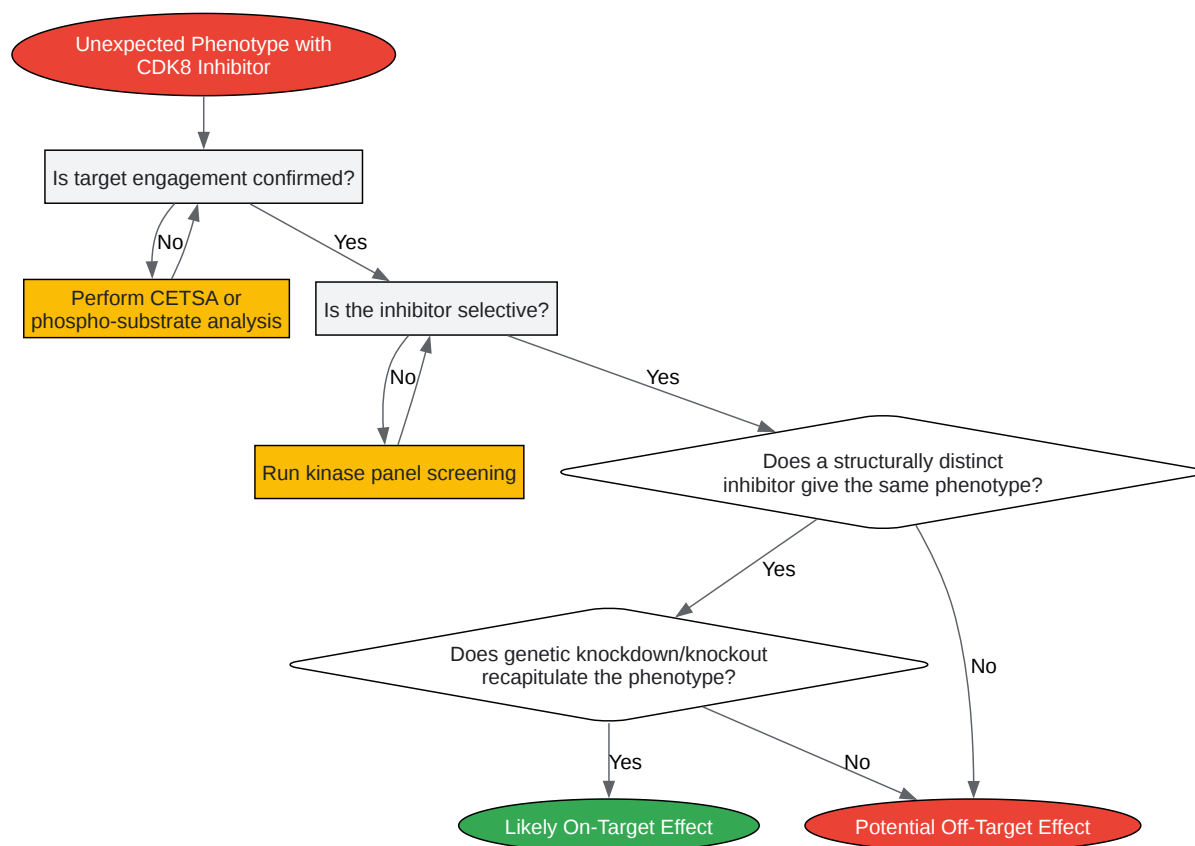 Unexpected Phenotype with
CDK8 Inhibitor
Is target engagement confirmed?
No
Yes
Perform CETSA or
phospho-substrate analysis
Is the inhibitor selective?
No
Yes
Run kinase panel screening
Does a structurally distinct
inhibitor give the same phenotype?
Yes
No
Does genetic knockdown/knockout
recapitulate the phenotype?
Yes
No
Likely On-Target Effect
Potential Off-Target Effect